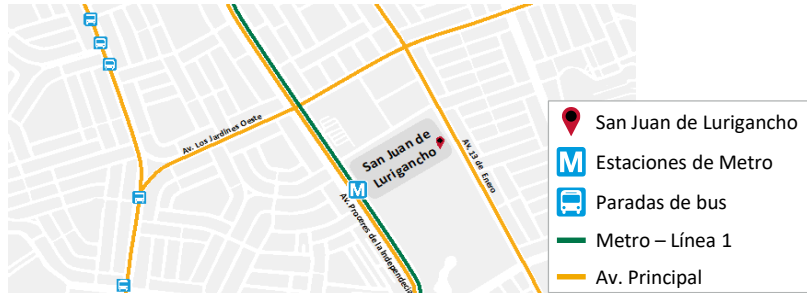 Av. Los Jardines Oeste
San Juan de
Lurigancho
Av. 13 de Enero
M
Av. Proceres de la Independecia
San Juan de Lurigancho
M
Estaciones de Metro
Paradas de bus
Metro – Línea 1
Av. Principal